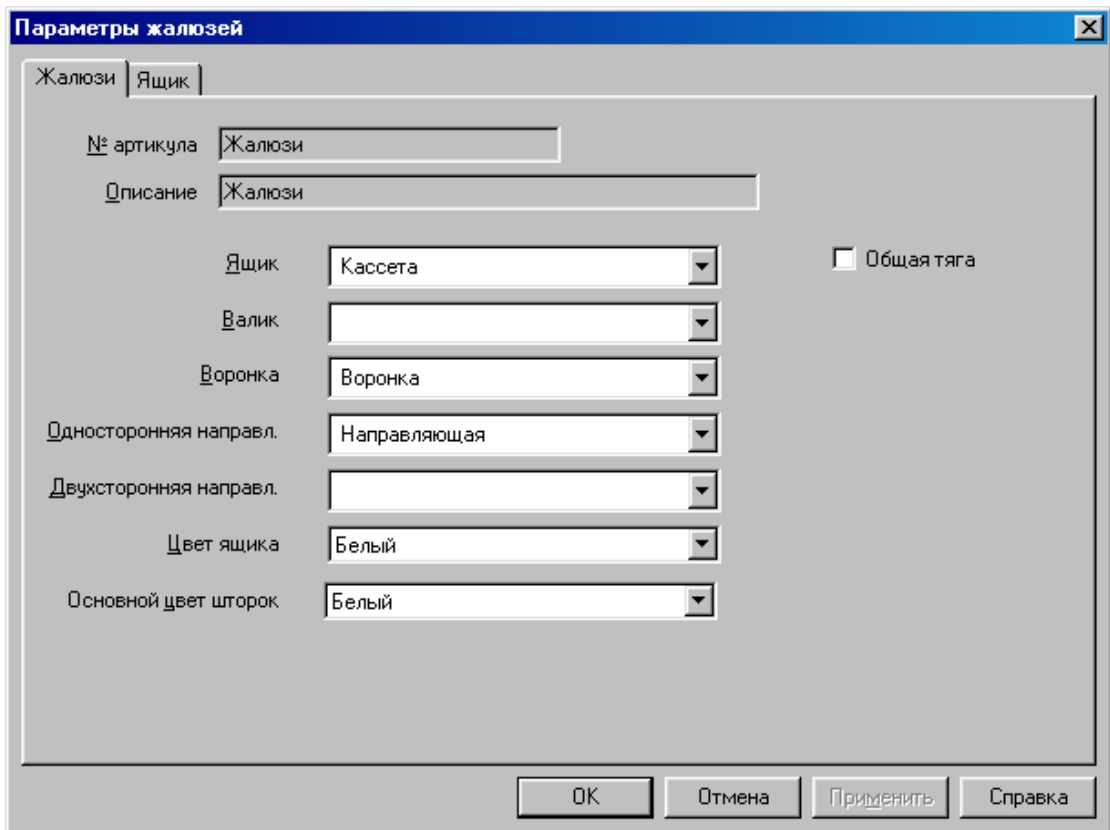 Параметры жалюзей
Жалюзи Ящик
№ артикула Жалюзи
Описание Жалюзи
Ящик Кассета Общая тяга
Валик
Воронка Воронка
Односторонняя направл. Направляющая
Двухсторонняя направл.
Цвет ящика Белый
Основной цвет шторок Белый
OK Отмена Применить Справка